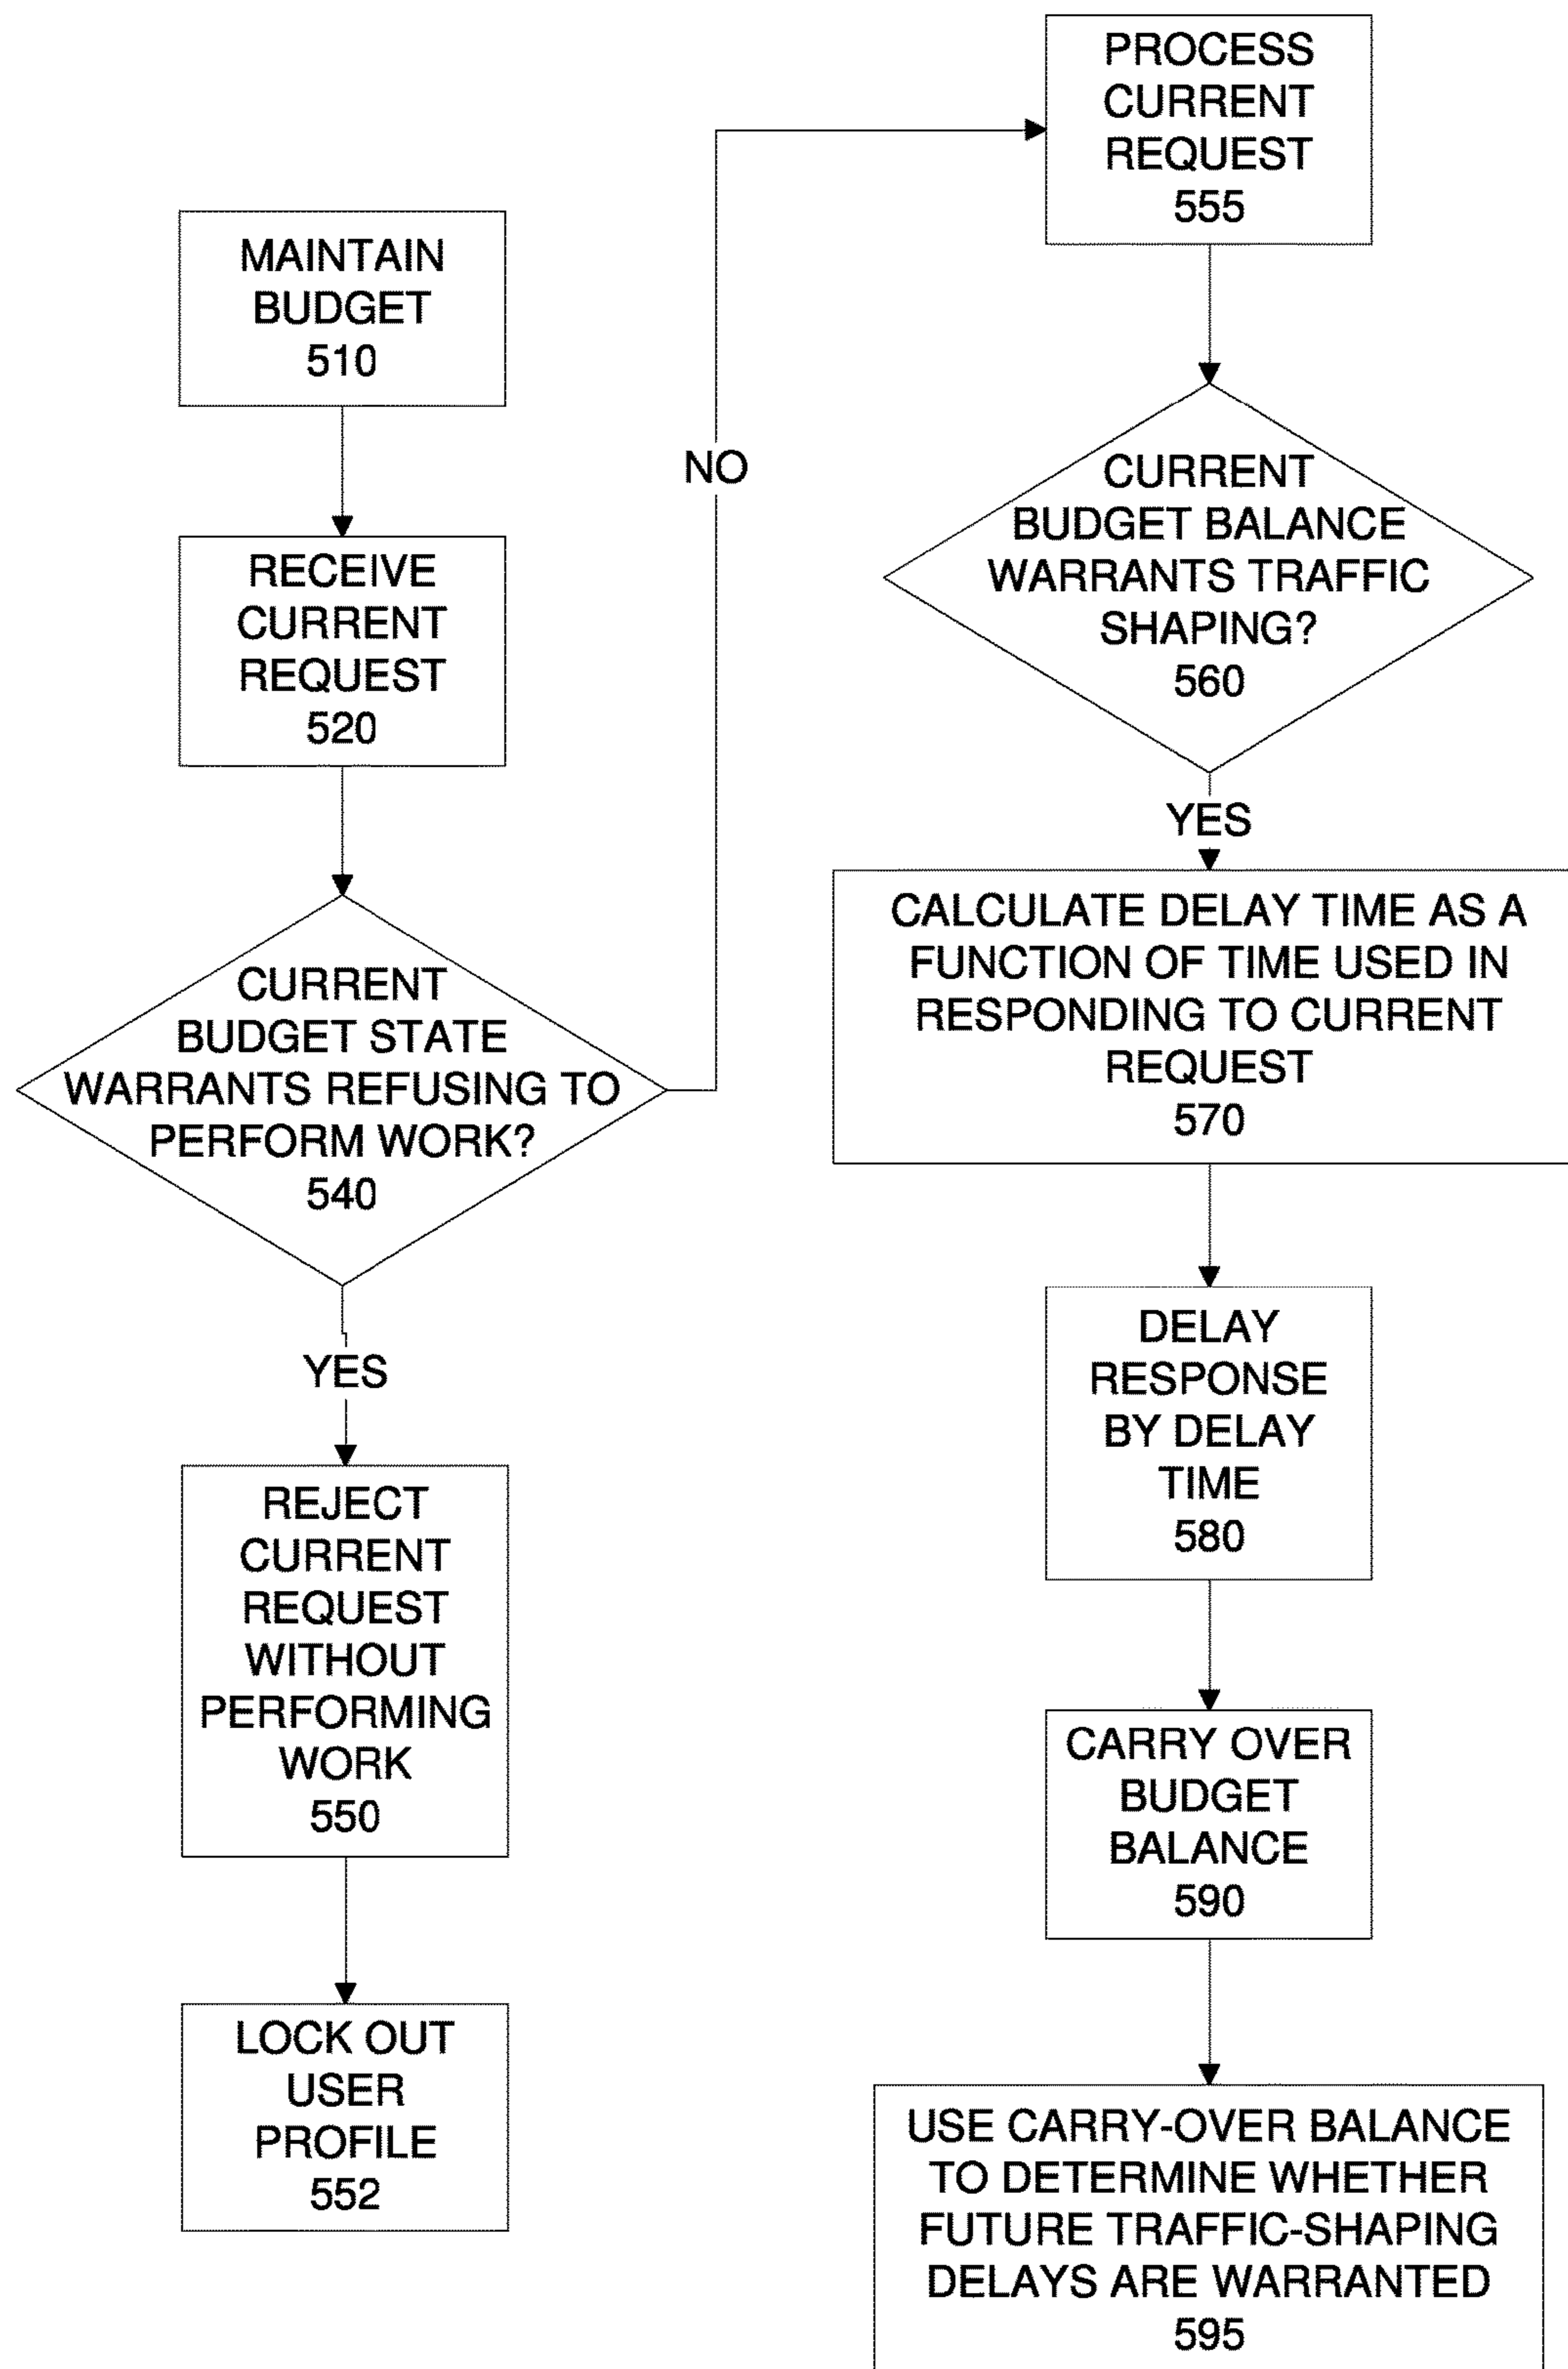 MAINTAIN
BUDGET
510
RECEIVE
CURRENT
REQUEST
520
CURRENT
BUDGET STATE
WARRANTS REFUSING TO
PERFORM WORK?
540
YES
REJECT
CURRENT
REQUEST
WITHOUT
PERFORMING
WORK
550
LOCK OUT
USER
PROFILE
552
NO
PROCESS
CURRENT
REQUEST
555
CURRENT
BUDGET BALANCE
WARRANTS TRAFFIC
SHAPING?
560
YES
CALCULATE DELAY TIME AS A
FUNCTION OF TIME USED IN
RESPONDING TO CURRENT
REQUEST
570
DELAY
RESPONSE
BY DELAY
TIME
580
CARRY OVER
BUDGET
BALANCE
590
USE CARRY-OVER BALANCE
TO DETERMINE WHETHER
FUTURE TRAFFIC-SHAPING
DELAYS ARE WARRANTED
595